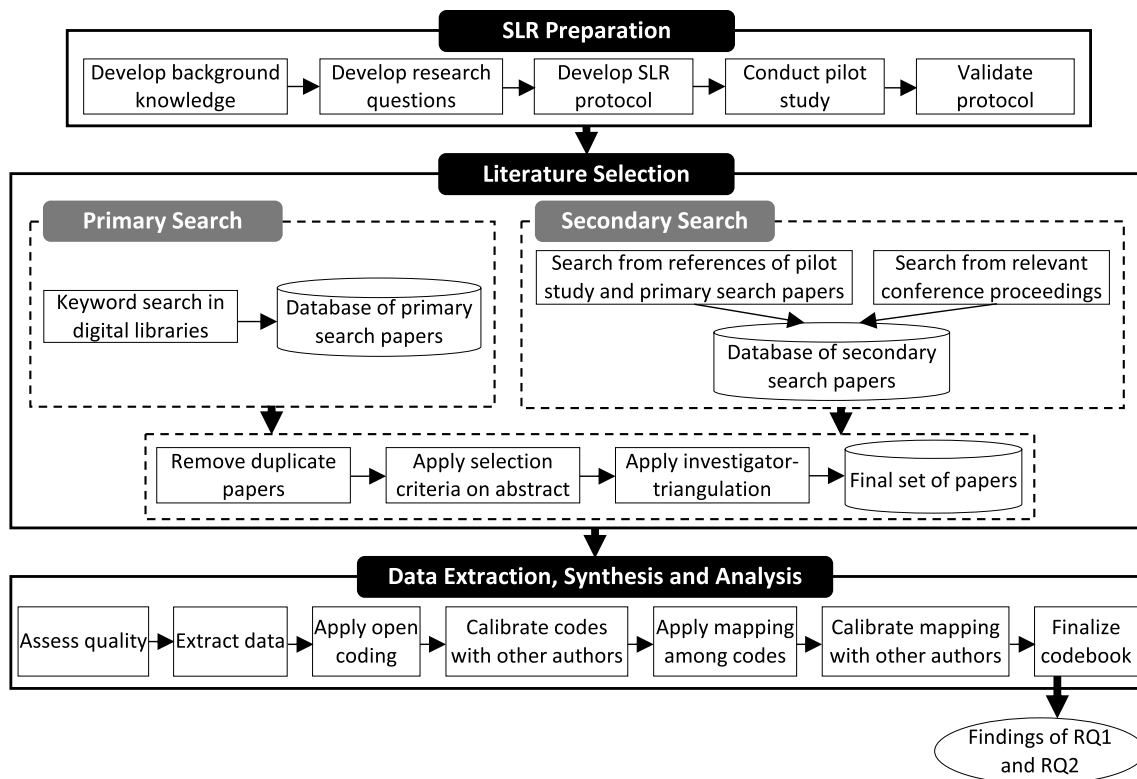 SLR Preparation
Develop background
knowledge
Develop research
questions
Develop SLR
protocol
Conduct pilot
study
Validate
protocol
Literature Selection
Primary Search
Keyword search in
digital libraries
Database of primary
search papers
Secondary Search
Search from references of pilot
study and primary search papers
Search from relevant
conference proceedings
Database of secondary
search papers
Remove duplicate
papers
Apply selection
criteria on abstract
Apply investigator-
triangulation
Final set of papers
Data Extraction, Synthesis and Analysis
Assess quality
Extract data
Apply open
coding
Calibrate codes
with other authors
Apply mapping
among codes
Calibrate mapping
with other authors
Finalize
codebook
Findings of RQ1
and RQ2